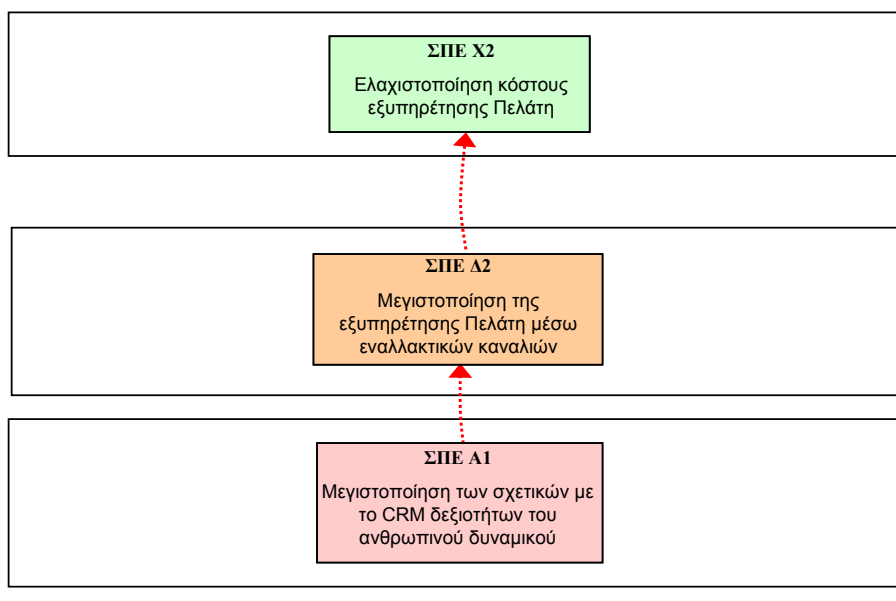 ΣΠΕ Χ2
Ελαχιστοποίηση κόστους
εξυπηρέτησης Πελάτη
ΣΠΕ Δ2
Μεγιστοποίηση της
εξυπηρέτησης Πελάτη μέσω
εναλλακτικών καναλιών
ΣΠΕ Α1
Μεγιστοποίηση των σχετικών με
το CRM δεξιοτήτων του
ανθρωπινού δυναμικού